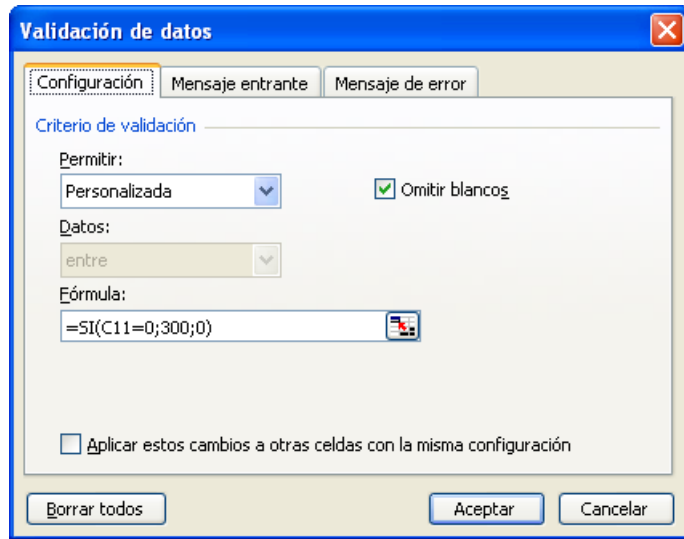 Validación de datos
Configuración Mensaje entrante Mensaje de error
Criterio de validación
Permitir:
Personalizada Omitir blancos
Datos:
entre
Fórmula:
=SI(C11=0;300;0)
Aplicar estos cambios a otras celdas con la misma configuración
Borrar todos Aceptar Cancelar